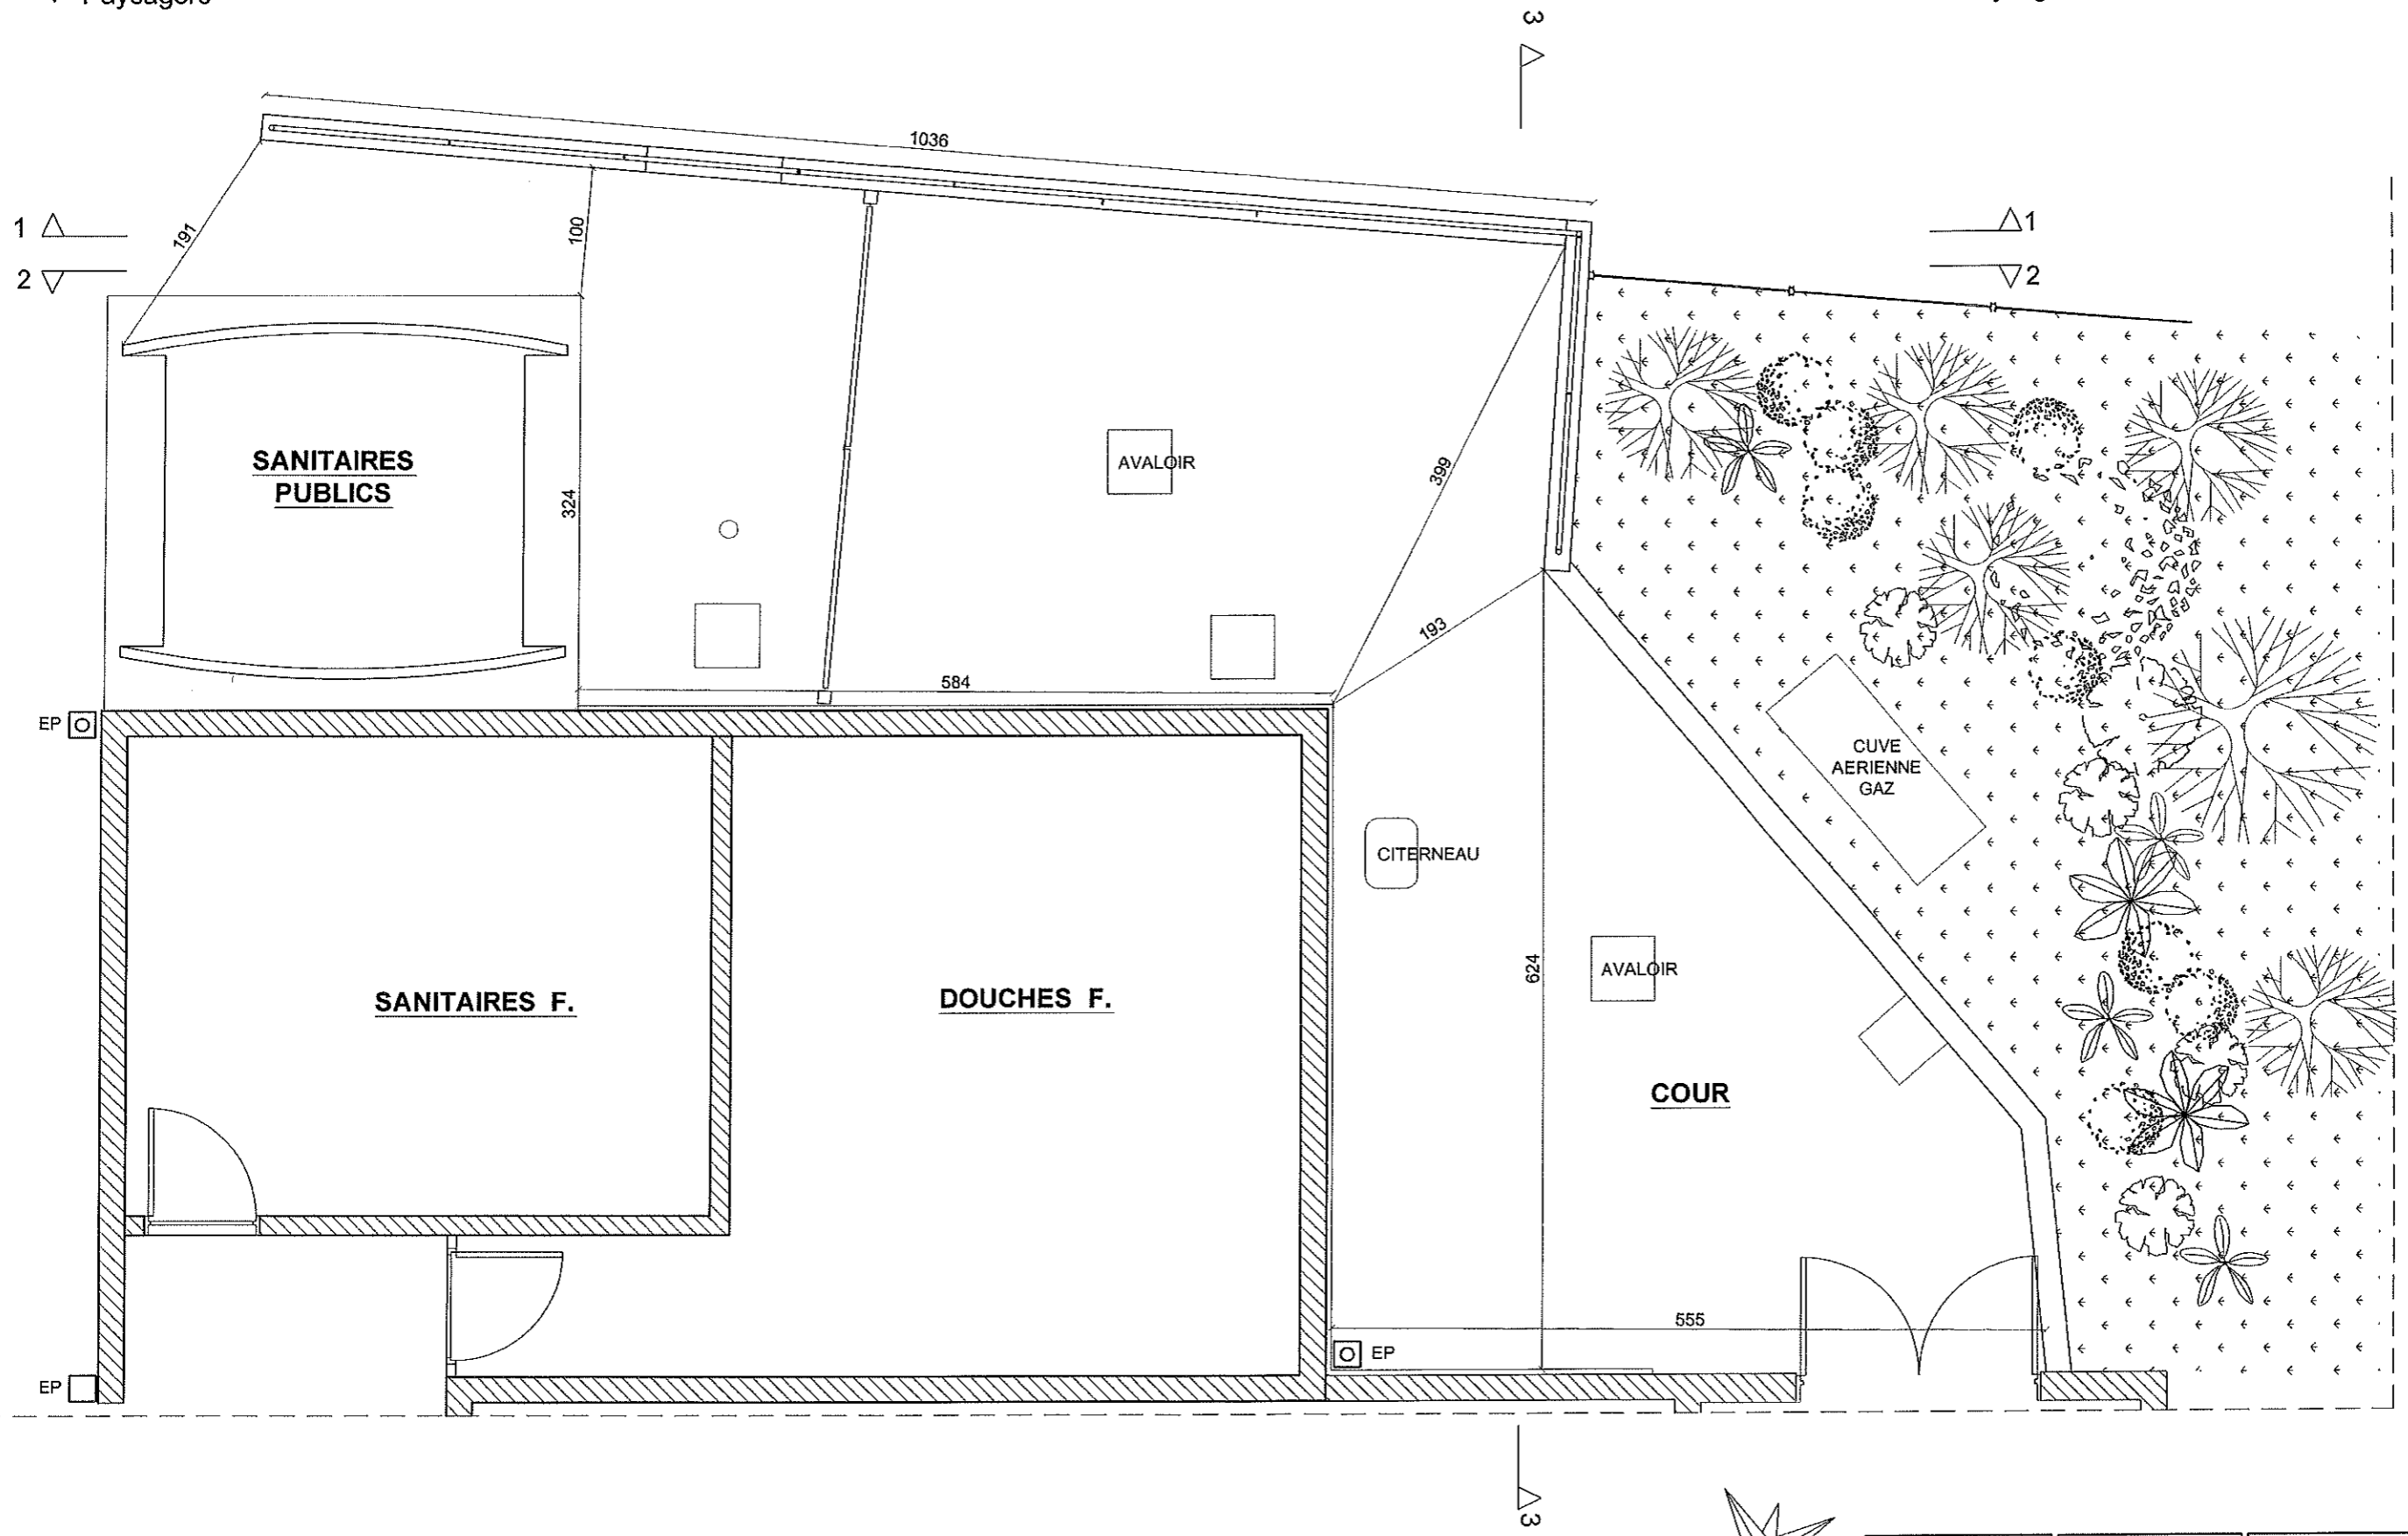 Paysagère
3
1036
191
100
1
2
1
2
SANITAIRES
PUBLICS
324
AVALOIR
399
193
584
EP
CUVE
AERIENNE
GAZ
CITERNEAU
624
AVALOIR
SANITAIRES F.
DOUCHES F.
COUR
555
EP
EP
3